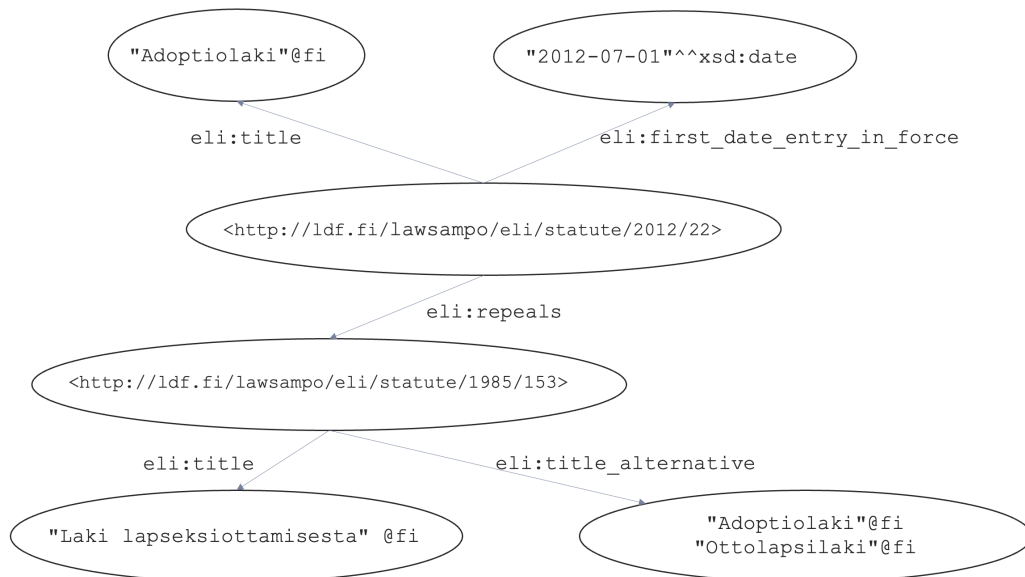 "Adoptiolaki"@fi
"2012-07-01"^^xsd:date
eli:title
eli:first_date_entry_in_force
<http://ldf.fi/lawsampo/eli/statute/2012/22>
eli:repeals
<http://ldf.fi/lawsampo/eli/statute/1985/153>
eli:title
eli:title_alternative
"Laki lapseksiottamisesta" @fi
"Adoptiolaki"@fi
"Ottolapsilaki"@fi